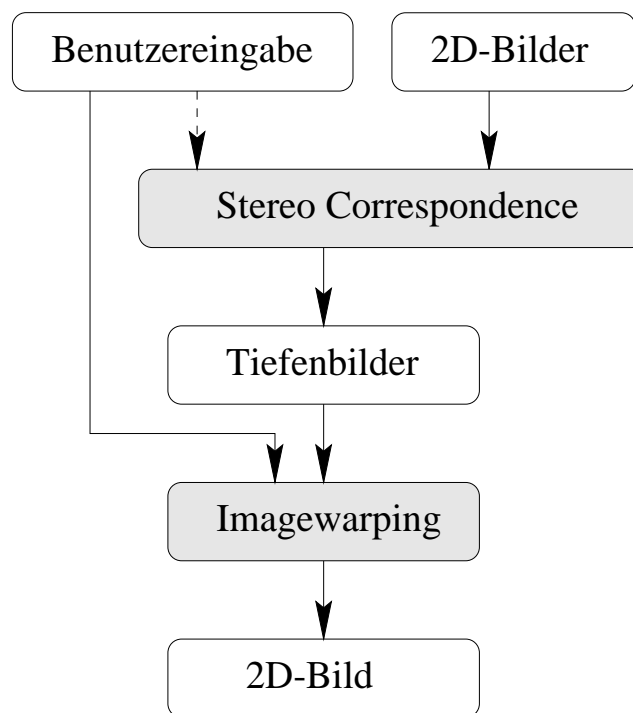 Benutzereingabe
2D-Bilder
Stereo Correspondence
Tiefenbilder
Imagewarping
2D-Bild